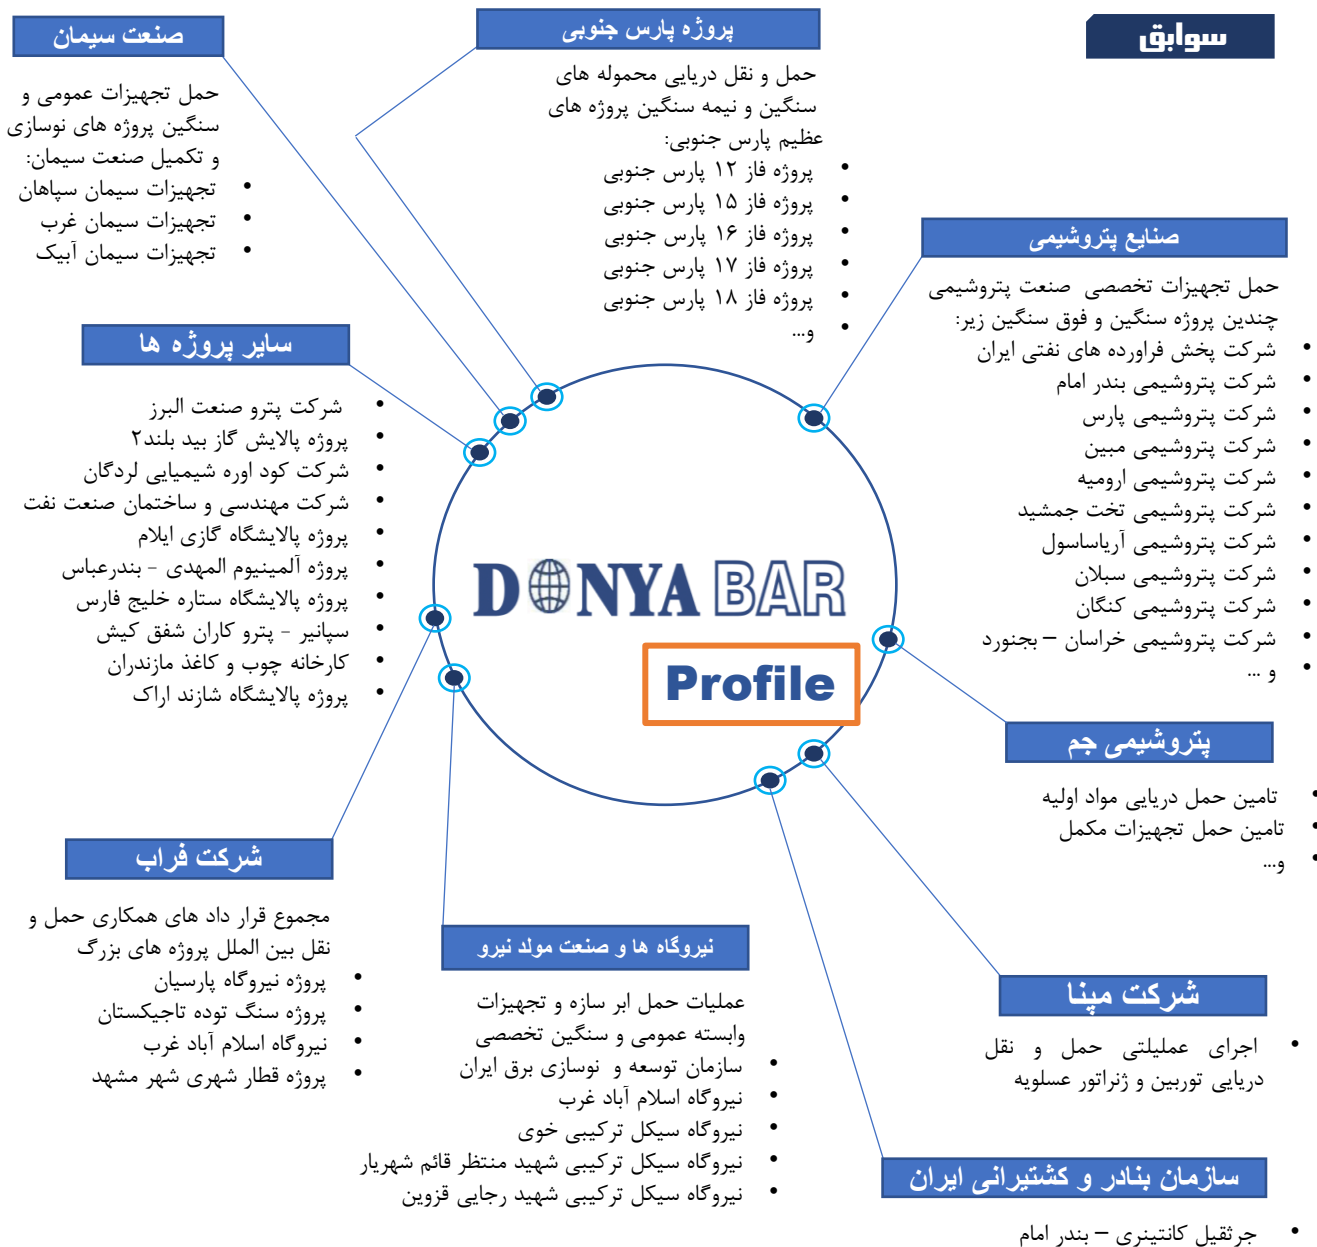 سوابق
پروژه پارس جنوبی
حمل و نقل دریایی محموله های
سنگین و نیمه سنگین پروژه های
عظیم پارس جنوبی:
• پروژه فاز ۱۲ پارس جنوبی
• پروژه فاز ۱۵ پارس جنوبی
• پروژه فاز ۱۶ پارس جنوبی
• پروژه فاز ۱۷ پارس جنوبی
• پروژه فاز ۱۸ پارس جنوبی
• و...
صنعت سیمان
حمل تجهیزات عمومی و
سنگین پروژه های نوسازی
و تکمیل صنعت سیمان:
• تجهیزات سیمان سپاهان
• تجهیزات سیمان غرب
• تجهیزات سیمان آبیک
صنایع پتروشیمی
حمل تجهیزات تخصصی صنعت پتروشیمی
چندین پروژه سنگین و فوق سنگین زیر:
• شرکت پخش فراورده های نفتی ایران
• شرکت پتروشیمی بندر امام
• شرکت پتروشیمی پارس
• شرکت پتروشیمی مبین
• شرکت پتروشیمی ارومیه
• شرکت پتروشیمی تخت جمشید
• شرکت پتروشیمی آریاساسول
• شرکت پتروشیمی سبلان
• شرکت پتروشیمی کنگان
• شرکت پتروشیمی خراسان – بجنورد
• و ...
سایر پروژه ها
• شرکت پترو صنعت البرز
• پروژه پالایش گاز بید بلند۲
• شرکت کود اوره شیمیایی لردگان
• شرکت مهندسی و ساختمان صنعت نفت
• پروژه پالایشگاه گازی ایلام
• پروژه آلمینیوم المهدی - بندرعباس
• پروژه پالایشگاه ستاره خلیج فارس
• سپانیر - پترو کاران شفق کیش
• کارخانه چوب و کاغذ مازندران
• پروژه پالایشگاه شازند اراک
DONYA BAR
Profile
پتروشیمی جم
• تامین حمل دریایی مواد اولیه
• تامین حمل تجهیزات مکمل
• و...
شرکت فراب
مجموع قرار داد های همکاری حمل و
نقل بین الملل پروژه های بزرگ
• پروژه نیروگاه پارسیان
• پروژه سنگ توده تاجیکستان
• نیروگاه اسلام آباد غرب
• پروژه قطار شهری شهر مشهد
نیروگاه ها و صنعت مولد نیرو
عملیات حمل ابر سازه و تجهیزات
وابسته عمومی و سنگین تخصصی
• سازمان توسعه و نوسازی برق ایران
• نیروگاه اسلام آباد غرب
• نیروگاه سیکل ترکیبی خوی
• نیروگاه سیکل ترکیبی شهید منتظر قائم شهریار
• نیروگاه سیکل ترکیبی شهید رجایی قزوین
شرکت مپنا
• اجرای عملیلتی حمل و نقل
دریایی توربین و ژنراتور عسلویه
سازمان بنادر و کشتیرانی ایران
• جرثقیل کانتینری – بندر امام